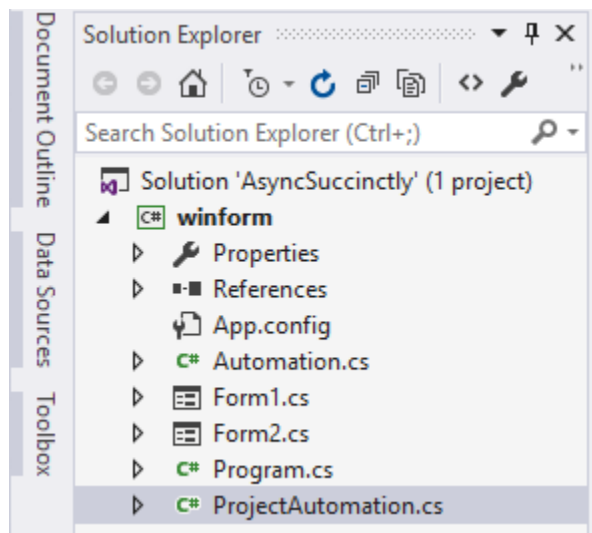 Document Outline
Data Sources
Toolbox
Solution Explorer
Search Solution Explorer (Ctrl+;)
Solution 'AsyncSuccinctly' (1 project)
C# winform
Properties
References
App.config
C# Automation.cs
Form1.cs
Form2.cs
C# Program.cs
C# ProjectAutomation.cs